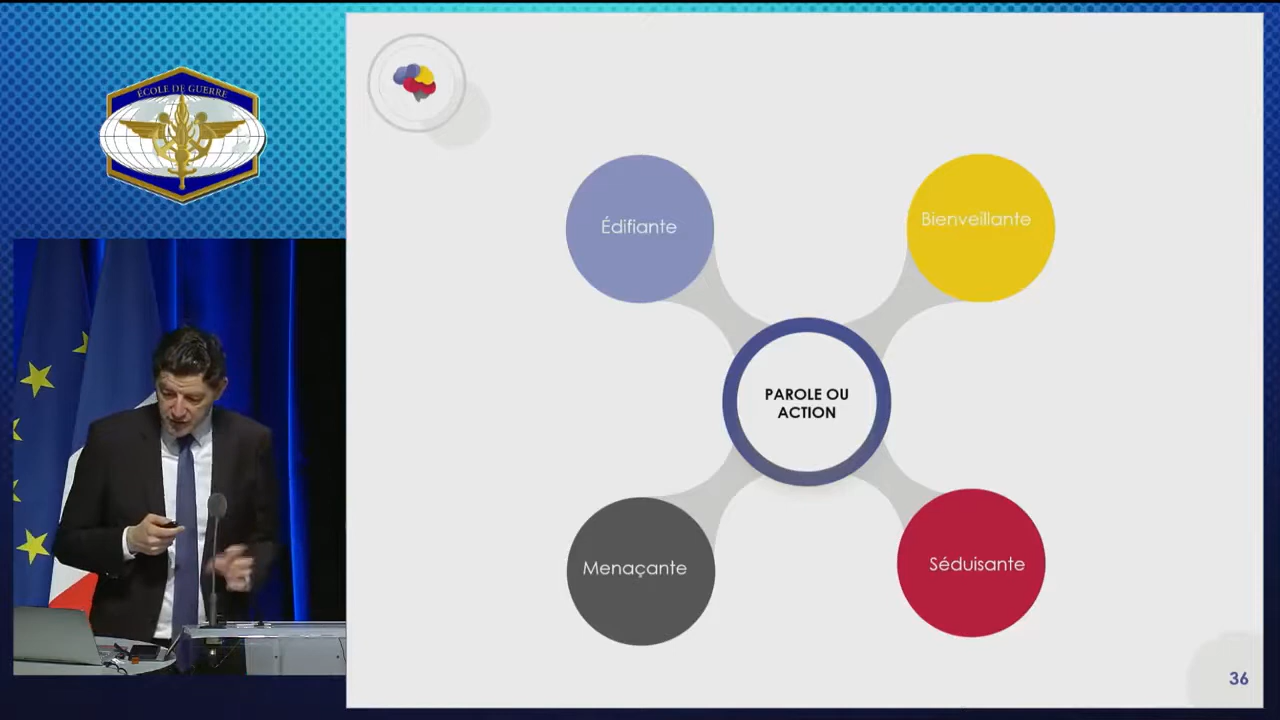 ÉCOLE DE GUERRE
Édifiante
Bienveillante
PAROLE OU
ACTION
Menaçante
Séduisante
36